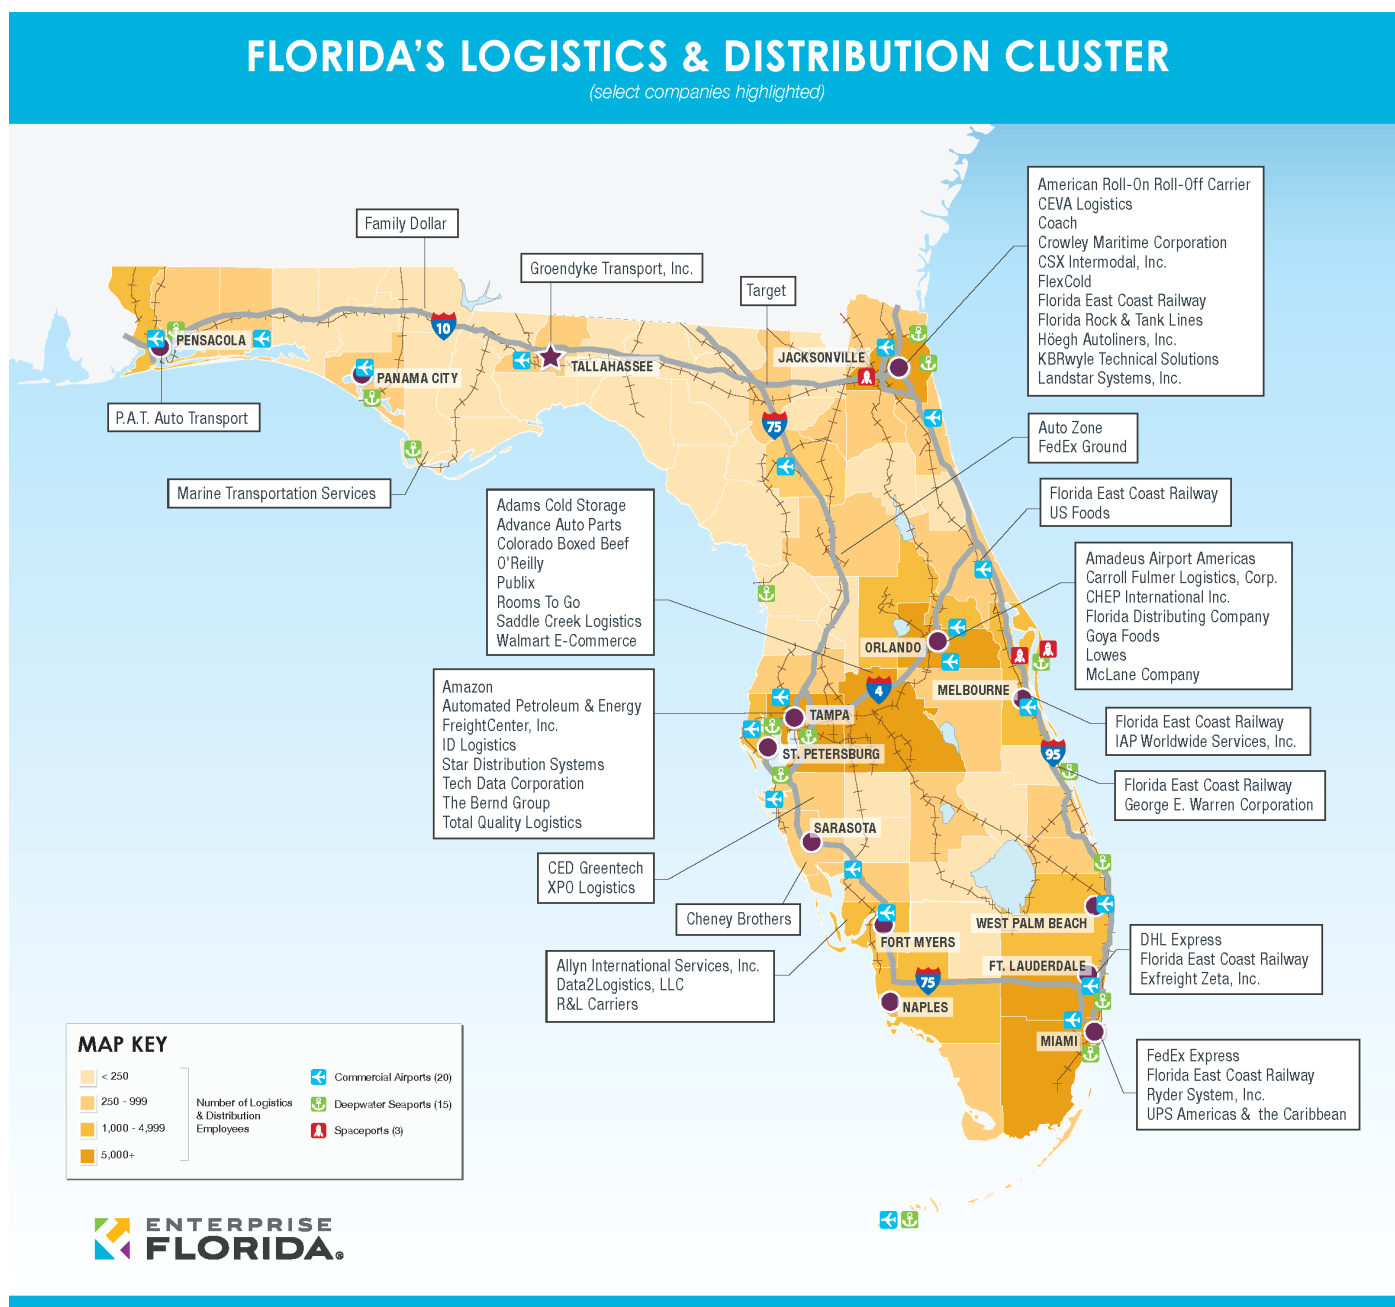 FLORIDA'S LOGISTICS & DISTRIBUTION CLUSTER
(select companies highlighted)
American Roll-On Roll-Off Carrier
CEVA Logistics
Coach
Crowley Maritime Corporation
CSX Intermodal, Inc.
FlexCold
Florida East Coast Railway
Florida Rock & Tank Lines
Höegh Autoliners, Inc.
KBRwyle Technical Solutions
Landstar Systems, Inc.
Family Dollar
Groendyke Transport, Inc.
Target
10
PENSACOLA
JACKSONVILLE
TALLAHASSEE
PANAMA CITY
P.A.T. Auto Transport
75
Auto Zone
FedEx Ground
Marine Transportation Services
Florida East Coast Railway
US Foods
Adams Cold Storage
Advance Auto Parts
Colorado Boxed Beef
O'Reilly
Publix
Rooms To Go
Saddle Creek Logistics
Walmart E-Commerce
Amadeus Airport Americas
Carroll Fulmer Logistics, Corp.
CHEP International Inc.
Florida Distributing Company
Goya Foods
Lowes
McLane Company
ORLANDO
4
MELBOURNE
Amazon
Automated Petroleum & Energy
FreightCenter, Inc.
ID Logistics
Star Distribution Systems
Tech Data Corporation
The Bernd Group
Total Quality Logistics
TAMPA
ST. PETERSBURG
Florida East Coast Railway
IAP Worldwide Services, Inc.
95
Florida East Coast Railway
George E. Warren Corporation
SARASOTA
CED Greentech
XPO Logistics
Cheney Brothers
WEST PALM BEACH
FORT MYERS
FT. LAUDERDALE
DHL Express
Florida East Coast Railway
Exfreight Zeta, Inc.
Allyn International Services, Inc.
Data2Logistics, LLC
R&L Carriers
75
NAPLES
MIAMI
FedEx Express
Florida East Coast Railway
Ryder System, Inc.
UPS Americas & the Caribbean
MAP KEY
< 250
250 - 999
1,000 - 4,999
5,000+
Number of Logistics
& Distribution
Employees
Commercial Airports (20)
Deepwater Seaports (15)
Spaceports (3)
ENTERPRISE
FLORIDA®